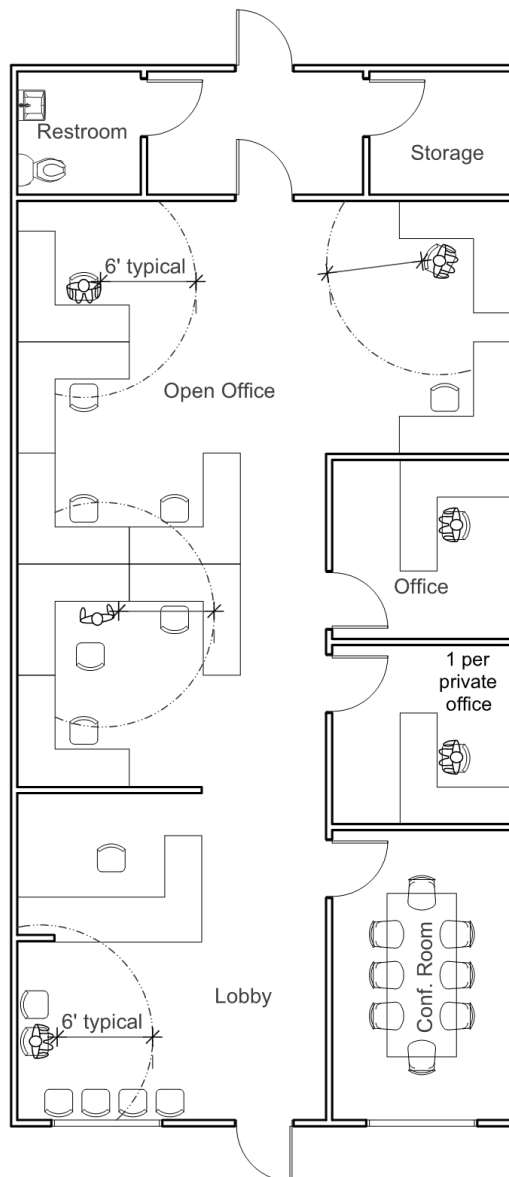 Restroom
Storage
6' typical
Open Office
Office
1 per
private
office
Conf. Room
Lobby
6' typical